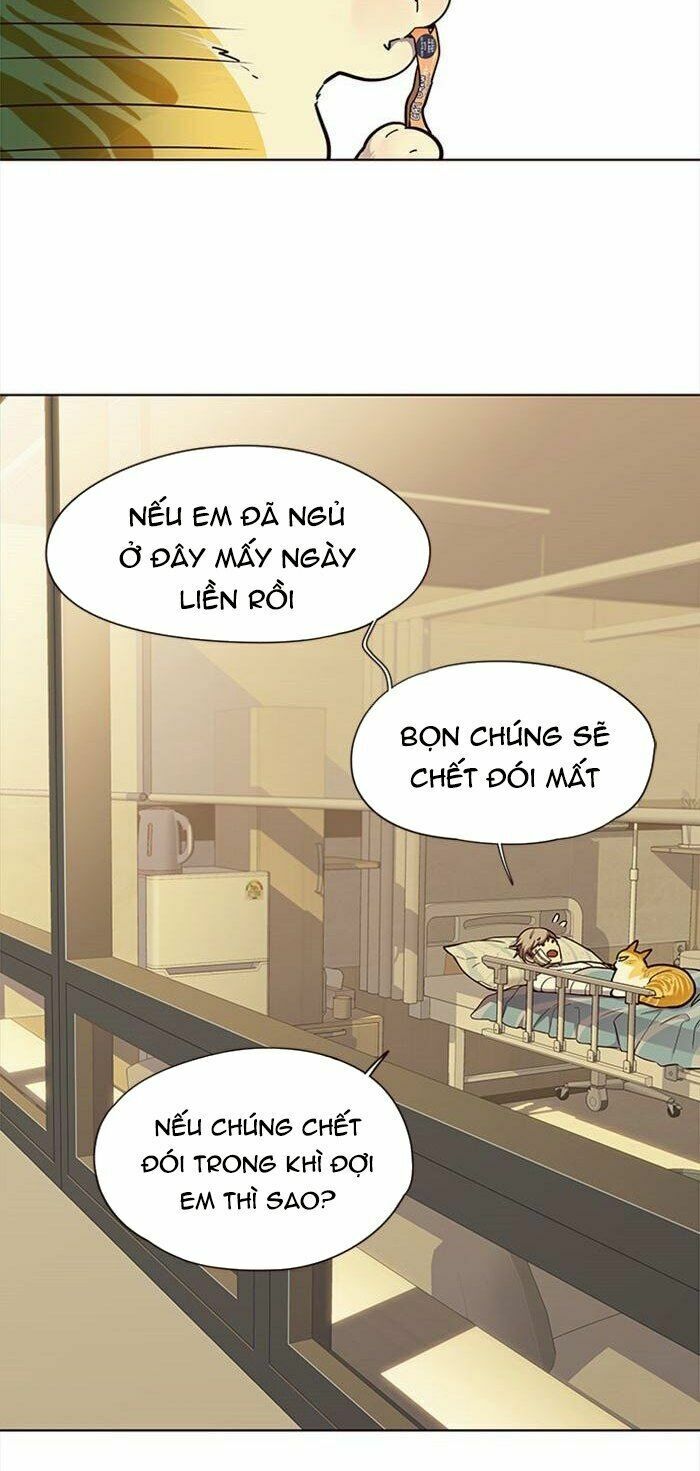 NẾU EM ĐÃ NGỦ
Ở ĐÂY MẤY NGÀY
LIỀN RỒI
BỌN CHÚNG SẼ
CHẾT ĐÓI MẤT
NẾU CHÚNG CHẾT
ĐÓI TRONG KHÌ ĐỢI
EM THÌ SAO?